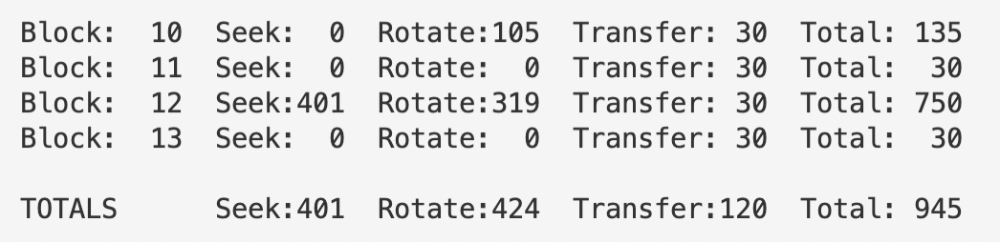 Block:  10  Seek:  0  Rotate:105  Transfer: 30  Total: 135
Block:  11  Seek:  0  Rotate:  0  Transfer: 30  Total:  30
Block:  12  Seek:401  Rotate:319  Transfer: 30  Total: 750
Block:  13  Seek:  0  Rotate:  0  Transfer: 30  Total:  30
TOTALS      Seek:401  Rotate:424  Transfer:120  Total: 945